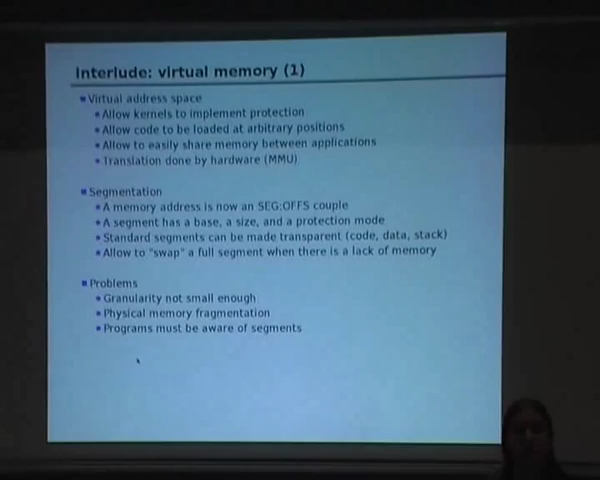 Interlude: virtual memory (1)
Virtual address space
Allow kernels to implement protection
Allow code to be loaded at arbitrary positions
Allow to easily share memory between applications
Translation done by hardware (MMU)
Segmentation
A memory address is now an SEG:OFFS couple
A segment has a base, a size, and a protection mode
Standard segments can be made transparent (code, data, stack)
Allow to "swap" a full segment when there is a lack of memory
Problems
Granularity not small enough
Physical memory fragmentation
Programs must be aware of segments